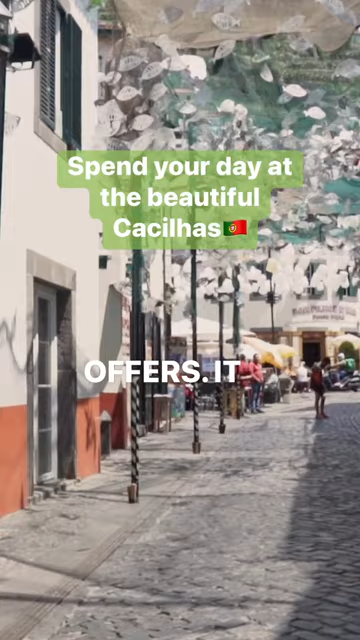 Spend your day at
the beautiful
Cacilhas🇵🇹
OFFERS. IT